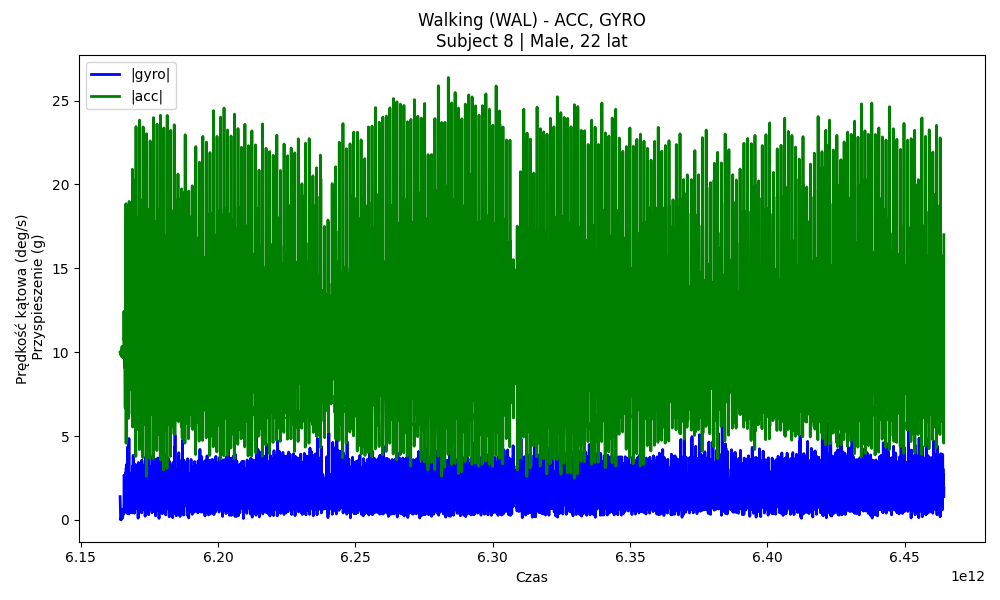 Walking (WAL) - ACC, GYRO
Subject 8 | Male, 22 lat
|gyro|
|acc|
Prędkość kątowa (deg/s)
Przyspieszenie (g)
25
20
15
10
5
0
6.15
6.20
6.25
6.30
6.35
6.40
6.45
1e12
Czas